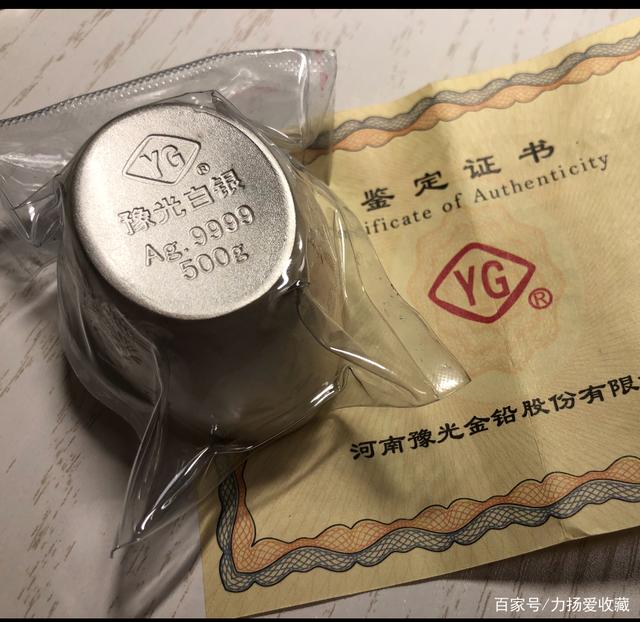 YG®
豫光白银
Ag.9999
500g
鉴定证书
ificate of Authenticity
YG®
河南豫光金铅股份有限
百家号/力扬爱收藏